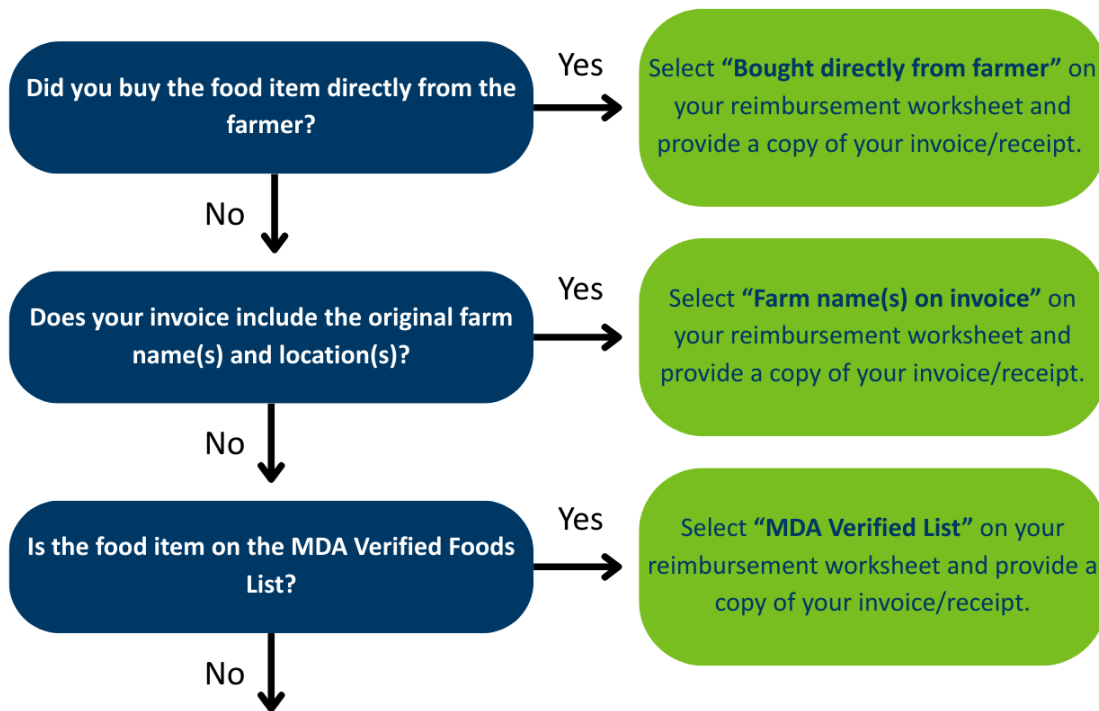 Did you buy the food item directly from the
farmer?
Yes
Select “Bought directly from farmer” on
your reimbursement worksheet and
provide a copy of your invoice/receipt.
No
Does your invoice include the original farm
name(s) and location(s)?
Yes
Select “Farm name(s) on invoice” on
your reimbursement worksheet and
provide a copy of your invoice/receipt.
No
Is the food item on the MDA Verified Foods
List?
Yes
Select “MDA Verified List” on your
reimbursement worksheet and provide a
copy of your invoice/receipt.
No